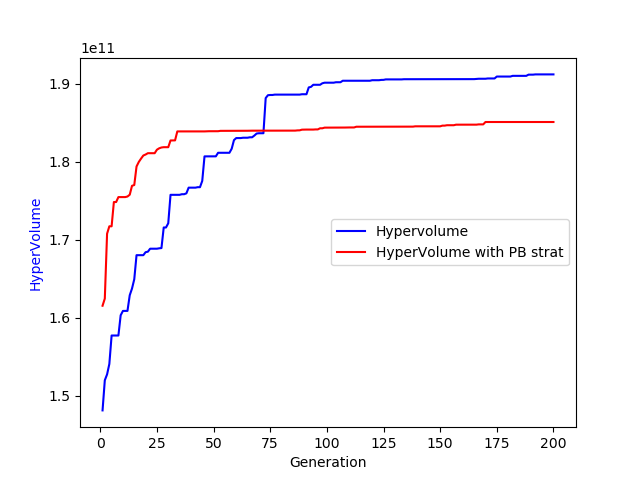 1e11
1.9
1.8
1.7
1.6
1.5
HyperVolume
Hypervolume
HyperVolume with PB strat
0 25 50 75 100 125 150 175 200
Generation